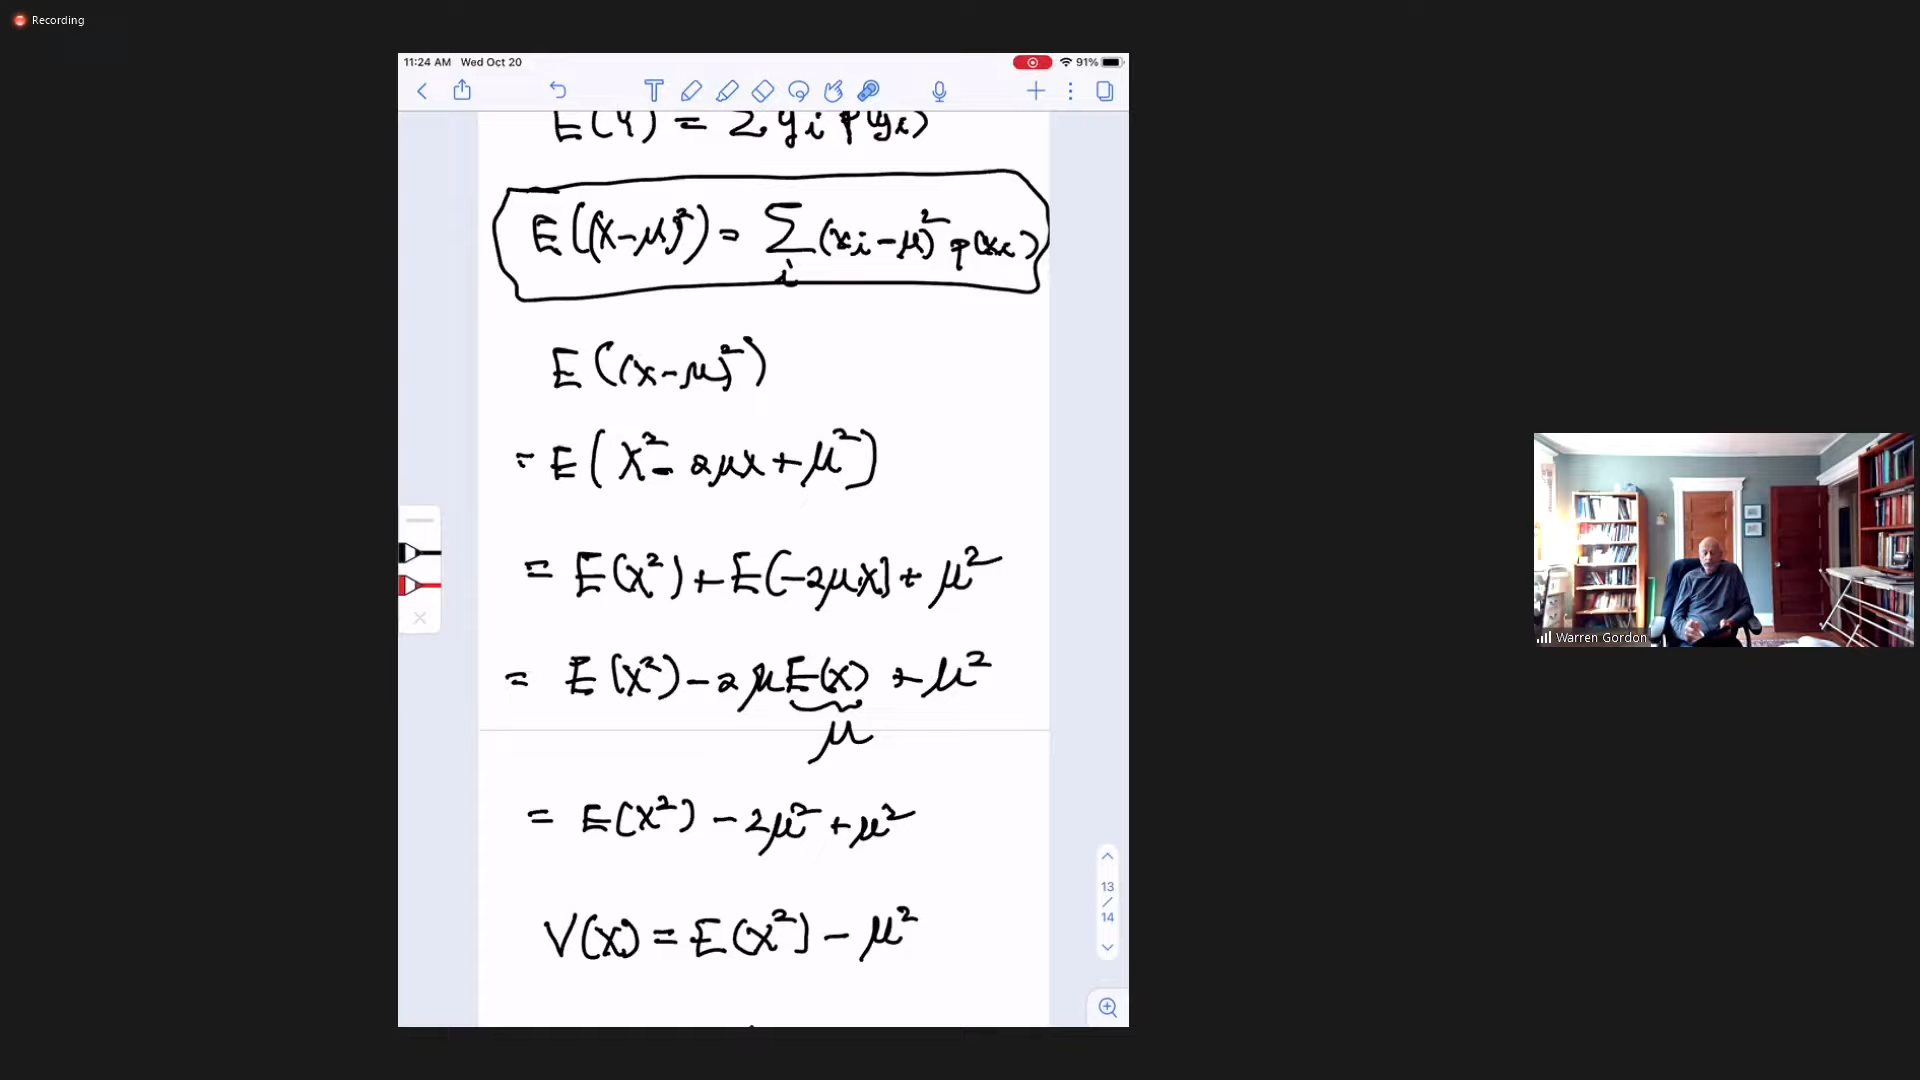 Recording
11:24 AM Wed Oct 20
91%
T
E(Y) = Σ yi p(yi)
E((X-μ)²) = Σ (xi-μ)² p(xi)
i
E((x-μ)²)
= E(X² - 2μx + μ²)
= E(x²) + E(-2μx) + μ²
= E(x²) - 2μE(x) + μ²
μ
= E(x²) - 2μ² + μ²
V(x) = E(x²) - μ²
13
/
14
Warren Gordon